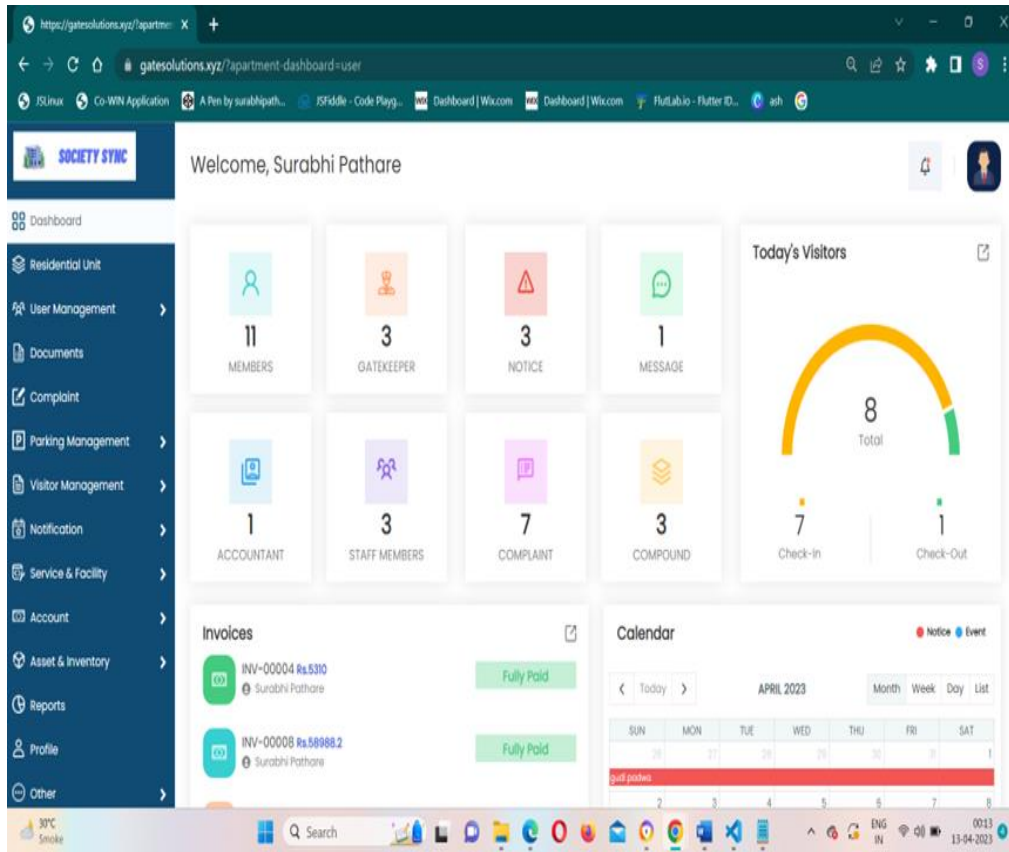 https://gatesolutions.xyz/?apartmen
gatesolutions.xyz/?apartment-dashboard=user
S
JSLinux
Co-WIN Application
A Pen by surabhipath...
JSFiddle - Code Playg...
WIX
Dashboard | Wix.com
WIX
Dashboard | Wix.com
FlutLab.io - Flutter ID...
ash
SOCIETY SYNC
Welcome, Surabhi Pathare
Dashboard
Residential Unit
User Management
Documents
Complaint
Parking Management
Visitor Management
Notification
Service & Facility
Account
Asset & Inventory
Reports
Profile
Other
11
MEMBERS
3
GATEKEEPER
3
NOTICE
1
MESSAGE
1
ACCOUNTANT
3
STAFF MEMBERS
7
COMPLAINT
3
COMPOUND
Today's Visitors
8
Total
7
Check-In
1
Check-Out
Invoices
INV-00004 Rs.5310
Surabhi Pathare
Fully Paid
INV-00008 Rs.58988.2
Surabhi Pathare
Fully Paid
Calendar
Notice Event
Today
APRIL 2023
Month Week Day List
SUN MON TUE WED THU FRI SAT
26 27 28 29 30 31 1
gudi padwa
2 3 4 5 6 7 8
30°C
Smoke
Search
ENG
IN
00:13
13-04-2023